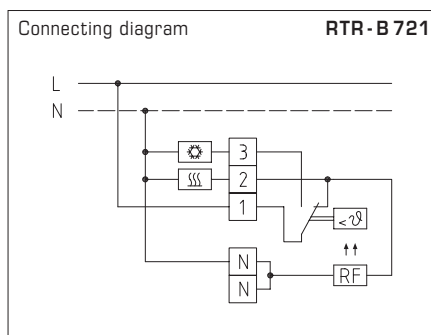 Connecting diagram RTR-B 721
L
N
3
2
1
< ϑ
N
RF
N